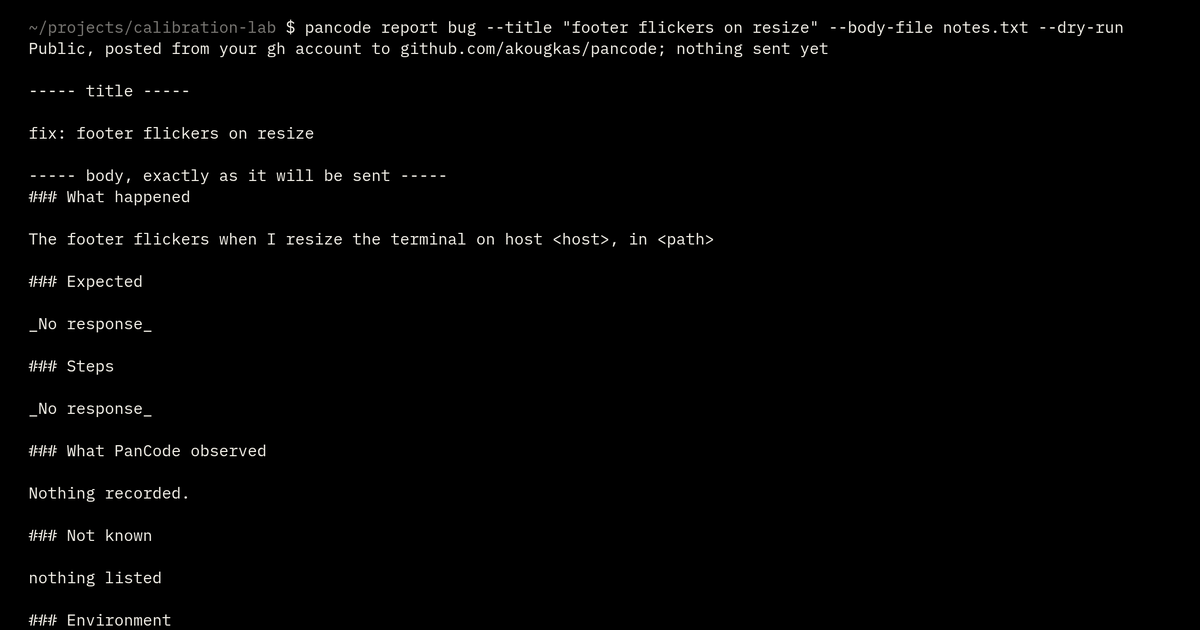 ~/projects/calibration-lab $ pancode report bug --title "footer flickers on resize" --body-file notes.txt --dry-run
Public, posted from your gh account to github.com/akougkas/pancode; nothing sent yet
----- title -----
fix: footer flickers on resize
----- body, exactly as it will be sent -----
### What happened
The footer flickers when I resize the terminal on host <host>, in <path>
### Expected
_No response_
### Steps
_No response_
### What PanCode observed
Nothing recorded.
### Not known
nothing listed
### Environment